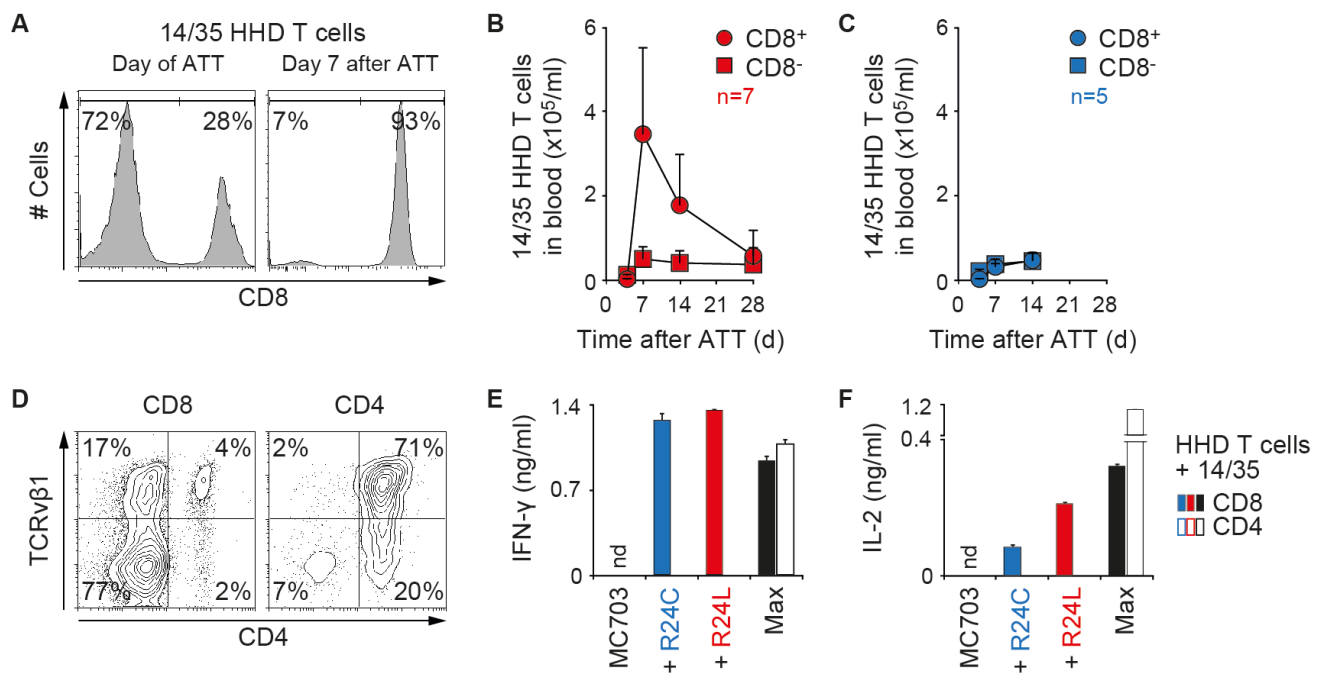 A
14/35 HHD T cells
Day of ATT
Day 7 after ATT
72%
28%
7%
93%
# Cells
CD8
B
6
4
2
0
14/35 HHD T cells
in blood (x10⁵/ml)
CD8⁺
CD8⁻
n=7
0 7 14 21 28
Time after ATT (d)
C
6
4
2
0
14/35 HHD T cells
in blood (x10⁵/ml)
CD8⁺
CD8⁻
n=5
0 7 14 21 28
Time after ATT (d)
D
CD8
CD4
17%
4%
2%
71%
TCRvβ1
77%
2%
7%
20%
CD4
E
1.4
0.7
0
IFN-γ (ng/ml)
nd
MC703
+ R24C
+ R24L
Max
F
1.2
0.4
0
IL-2 (ng/ml)
nd
MC703
+ R24C
+ R24L
Max
HHD T cells
+ 14/35
CD8
CD4